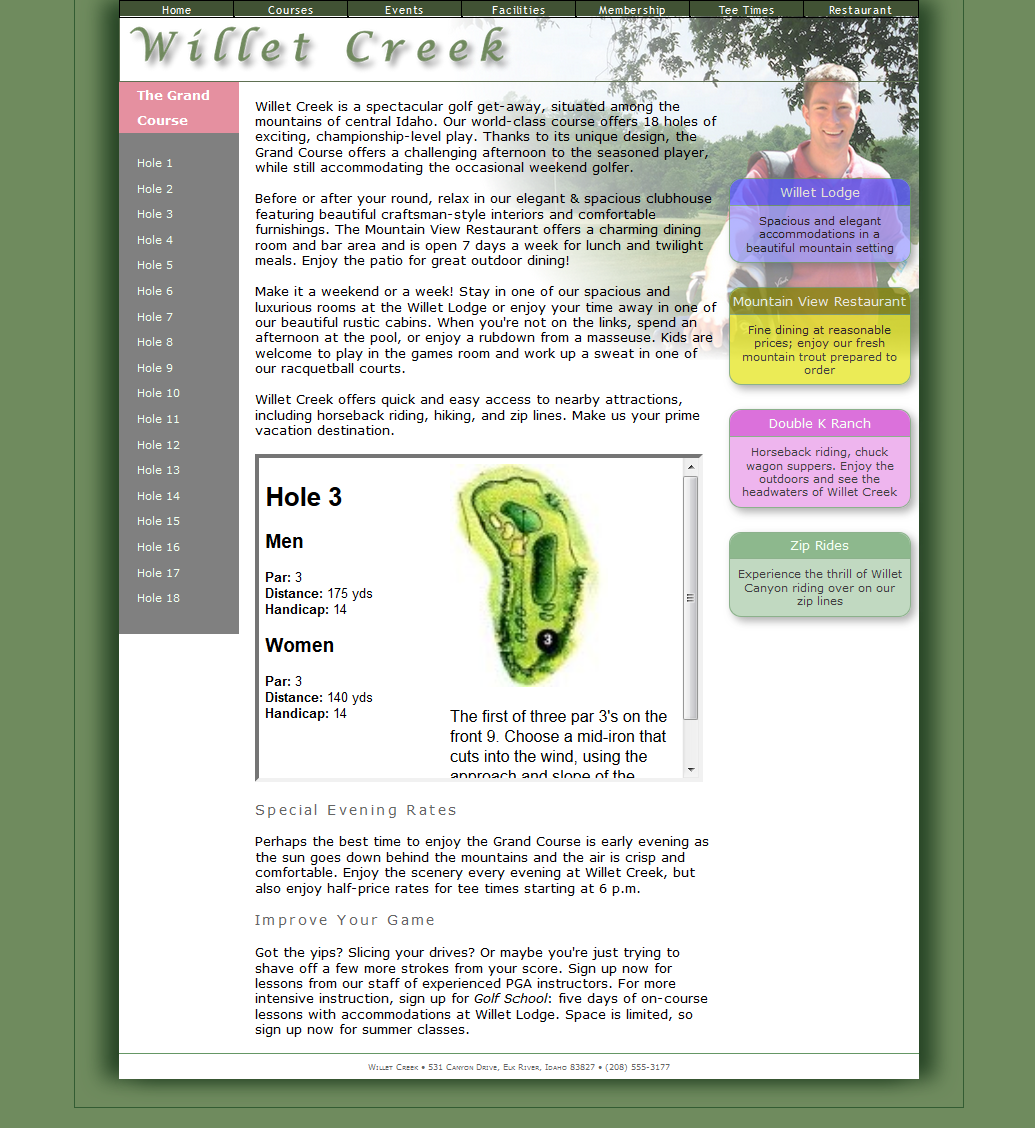 Home Courses Events Facilities Membership Tee Times Restaurant
Willet Creek
The Grand
Course
Hole 1
Hole 2
Hole 3
Hole 4
Hole 5
Hole 6
Hole 7
Hole 8
Hole 9
Hole 10
Hole 11
Hole 12
Hole 13
Hole 14
Hole 15
Hole 16
Hole 17
Hole 18
Willet Creek is a spectacular golf get-away, situated among the
mountains of central Idaho. Our world-class course offers 18 holes of
exciting, championship-level play. Thanks to its unique design, the
Grand Course offers a challenging afternoon to the seasoned player,
while still accommodating the occasional weekend golfer.
Before or after your round, relax in our elegant & spacious clubhouse
featuring beautiful craftsman-style interiors and comfortable
furnishings. The Mountain View Restaurant offers a charming dining
room and bar area and is open 7 days a week for lunch and twilight
meals. Enjoy the patio for great outdoor dining!
Make it a weekend or a week! Stay in one of our spacious and
luxurious rooms at the Willet Lodge or enjoy your time away in one of
our beautiful rustic cabins. When you're not on the links, spend an
afternoon at the pool, or enjoy a rubdown from a masseuse. Kids are
welcome to play in the games room and work up a sweat in one of
our racquetball courts.
Willet Creek offers quick and easy access to nearby attractions,
including horseback riding, hiking, and zip lines. Make us your prime
vacation destination.
Hole 3
Men
Par: 3
Distance: 175 yds
Handicap: 14
Women
Par: 3
Distance: 140 yds
Handicap: 14
3
The first of three par 3's on the
front 9. Choose a mid-iron that
cuts into the wind, using the
approach and slope of the
Special Evening Rates
Perhaps the best time to enjoy the Grand Course is early evening as
the sun goes down behind the mountains and the air is crisp and
comfortable. Enjoy the scenery every evening at Willet Creek, but
also enjoy half-price rates for tee times starting at 6 p.m.
Improve Your Game
Got the yips? Slicing your drives? Or maybe you're just trying to
shave off a few more strokes from your score. Sign up now for
lessons from our staff of experienced PGA instructors. For more
intensive instruction, sign up for Golf School: five days of on-course
lessons with accommodations at Willet Lodge. Space is limited, so
sign up now for summer classes.
Willet Lodge
Spacious and elegant
accommodations in a
beautiful mountain setting
Mountain View Restaurant
Fine dining at reasonable
prices; enjoy our fresh
mountain trout prepared to
order
Double K Ranch
Horseback riding, chuck
wagon suppers. Enjoy the
outdoors and see the
headwaters of Willet Creek
Zip Rides
Experience the thrill of Willet
Canyon riding over on our
zip lines
Willet Creek • 531 Canyon Drive, Elk River, Idaho 83827 • (208) 555-3177